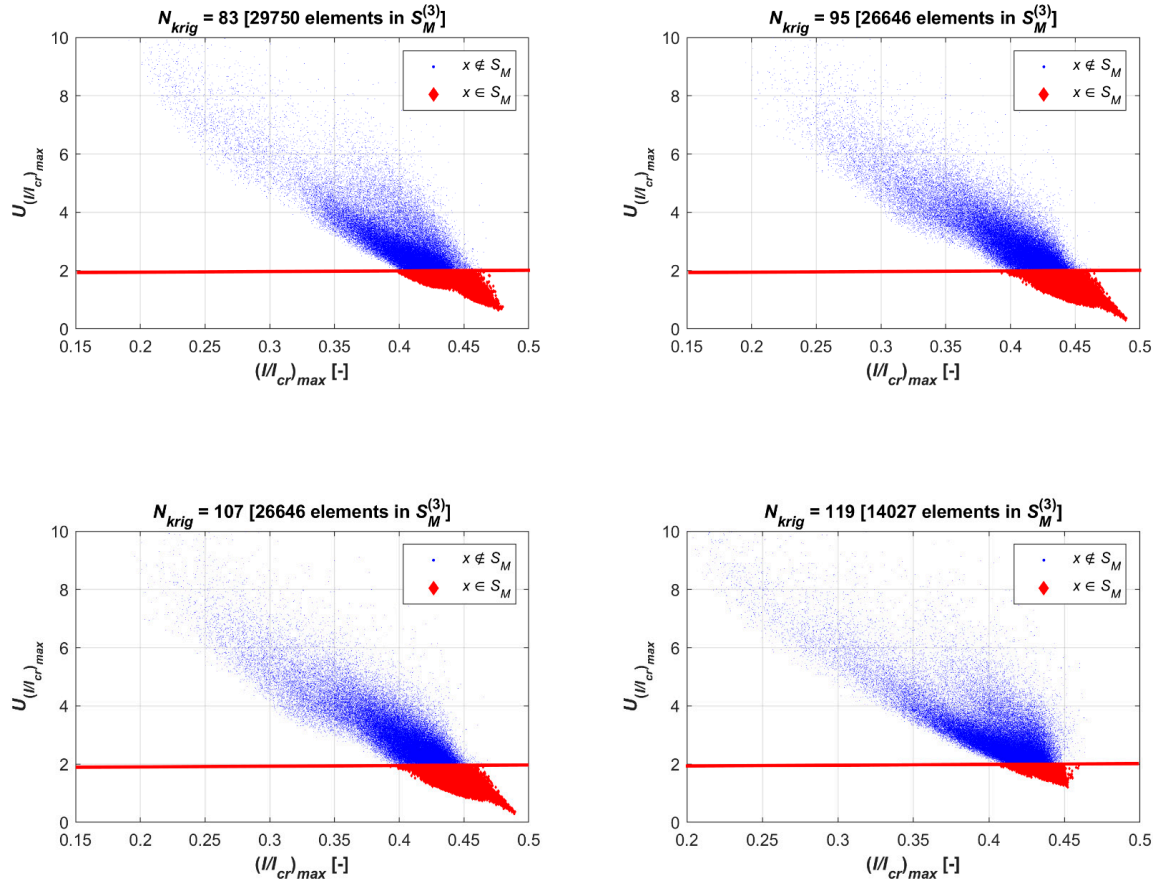 N_krig = 83 [29750 elements in S_M^(3)]
10
8
6
4
2
0
U_(I/I_cr)_max
x ∉ S_M
x ∈ S_M
0.15 0.2 0.25 0.3 0.35 0.4 0.45 0.5
(I/I_cr)_max [-]
N_krig = 95 [26646 elements in S_M^(3)]
10
8
6
4
2
0
U_(I/I_cr)_max
x ∉ S_M
x ∈ S_M
0.15 0.2 0.25 0.3 0.35 0.4 0.45 0.5
(I/I_cr)_max [-]
N_krig = 107 [26646 elements in S_M^(3)]
10
8
6
4
2
0
U_(I/I_cr)_max
x ∉ S_M
x ∈ S_M
0.15 0.2 0.25 0.3 0.35 0.4 0.45 0.5
(I/I_cr)_max [-]
N_krig = 119 [14027 elements in S_M^(3)]
10
8
6
4
2
0
U_(I/I_cr)_max
x ∉ S_M
x ∈ S_M
0.2 0.25 0.3 0.35 0.4 0.45 0.5
(I/I_cr)_max [-]